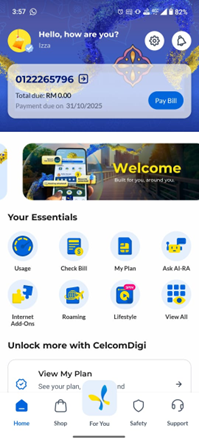 3:57
82%
Hello, how are you?
Izza
0122265796
Total due: RM 0.00
Payment due on 31/10/2025
Pay Bill
Welcome
Built for you, around you.
Your Essentials
Usage
Check Bill
My Plan
Ask AI-RA
Internet
Add-Ons
Roaming
Lifestyle
View All
Unlock more with CelcomDigi
View My Plan
See your plan,
nd
Home
Shop
For You
Safety
Support